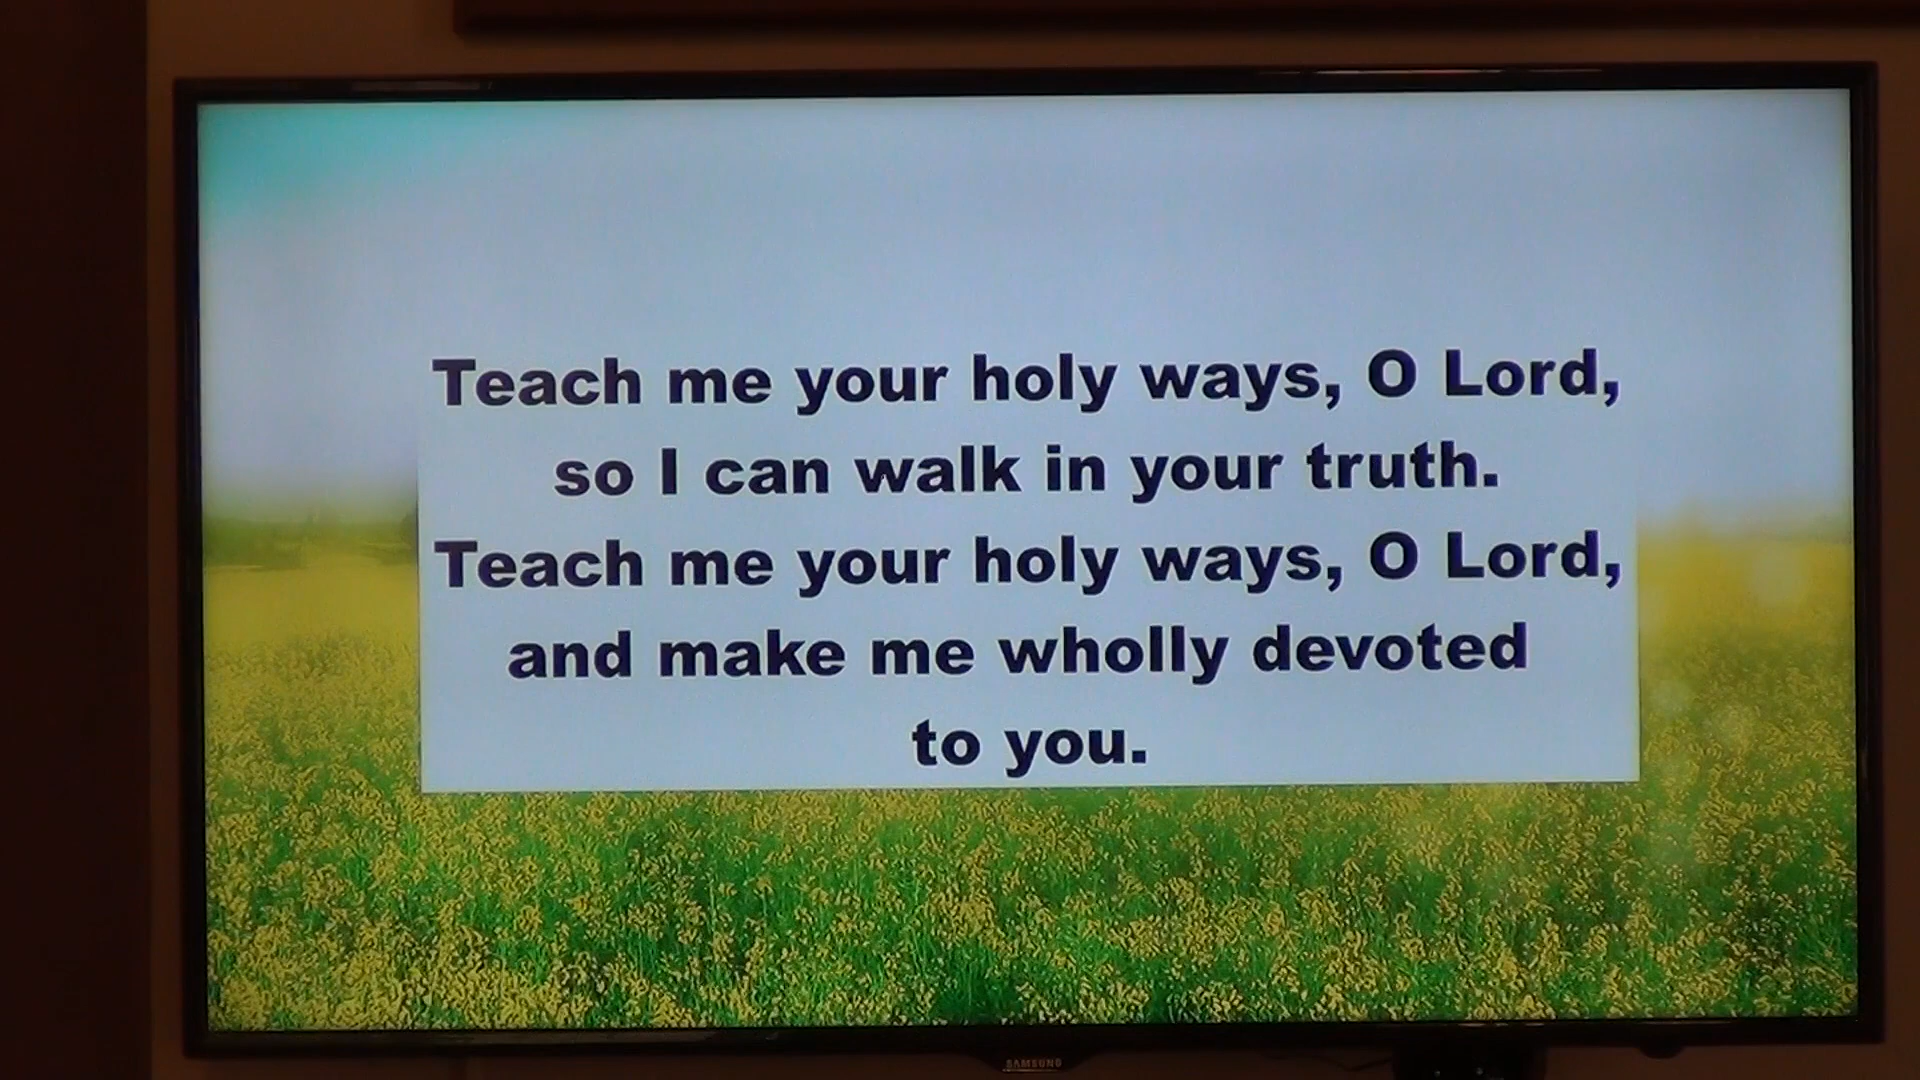 Teach me your holy ways, O Lord,
so I can walk in your truth.
Teach me your holy ways, O Lord,
and make me wholly devoted
to you.
SAMSUNG